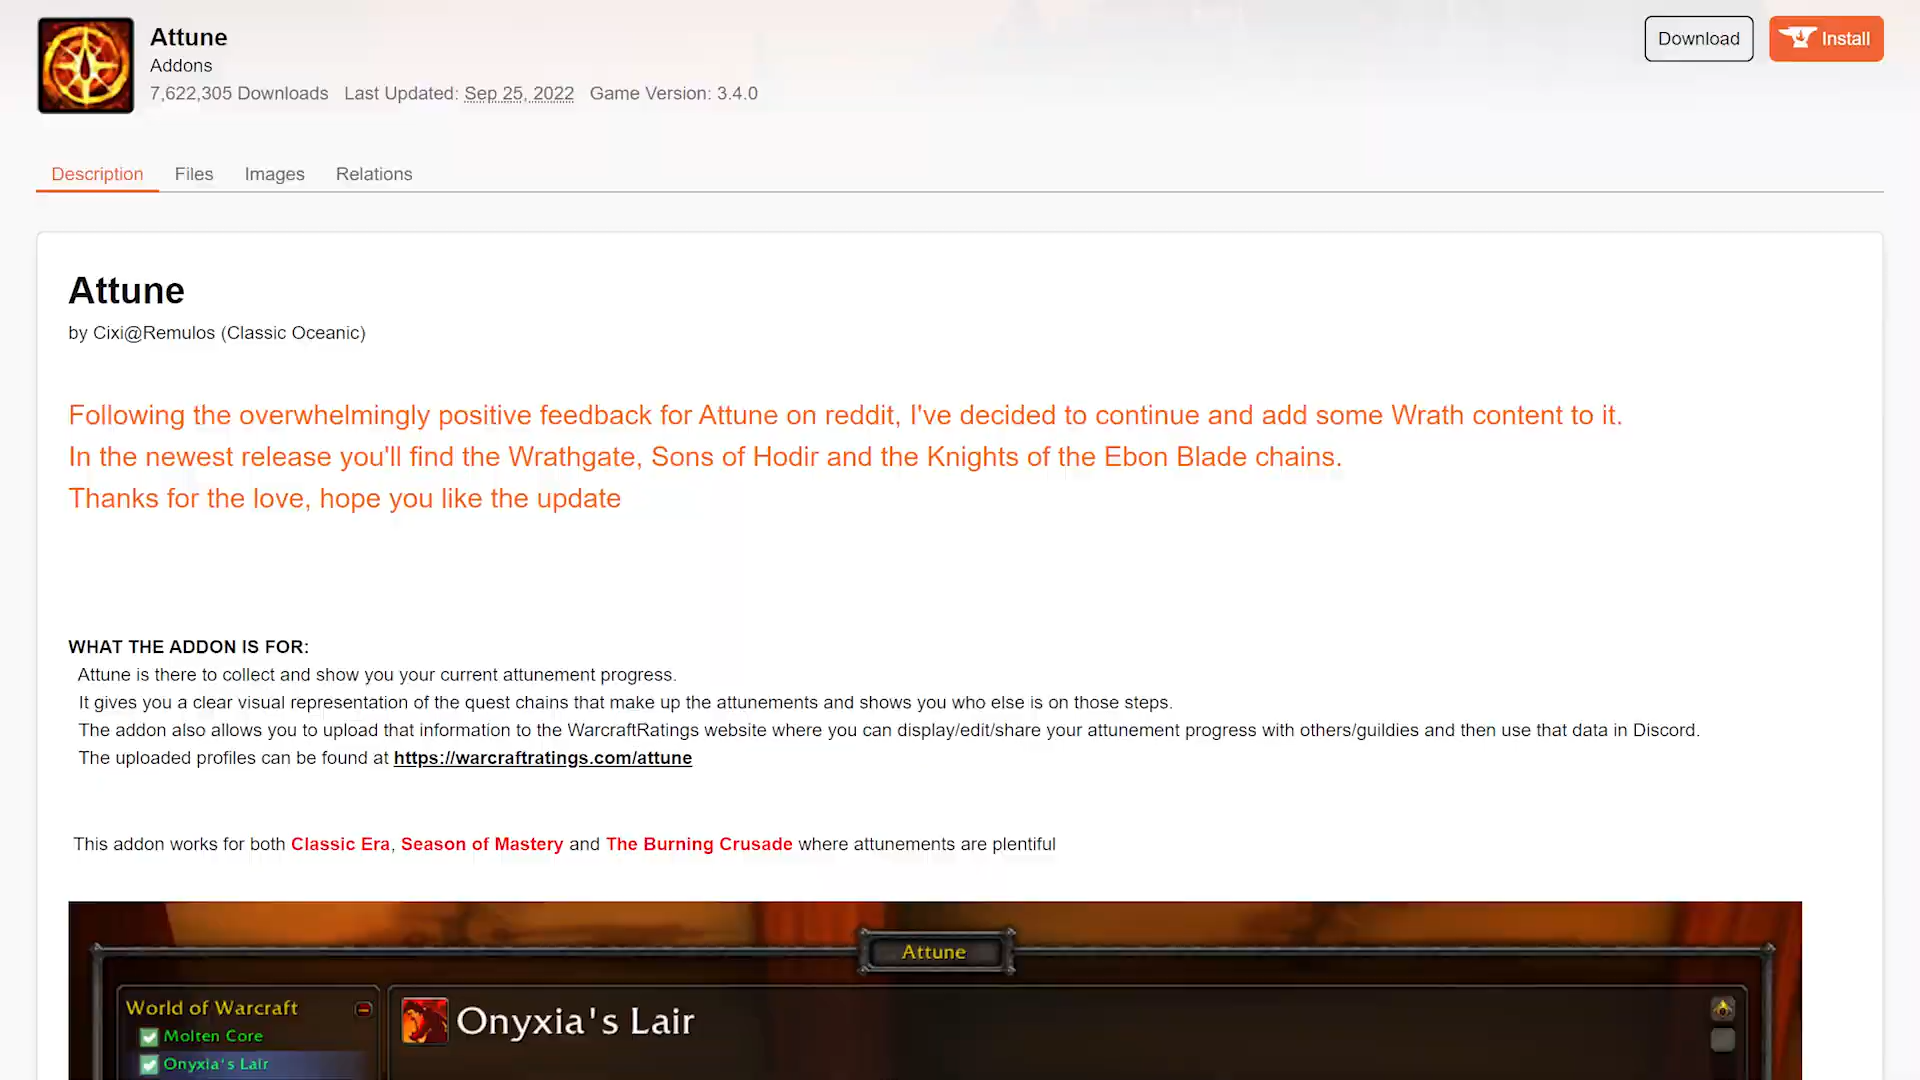 Attune
Addons
7,622,305 Downloads Last Updated: Sep 25, 2022 Game Version: 3.4.0
Download
Install
Description Files Images Relations
Attune
by Cixi@Remulos (Classic Oceanic)
Following the overwhelmingly positive feedback for Attune on reddit, I've decided to continue and add some Wrath content to it.
In the newest release you'll find the Wrathgate, Sons of Hodir and the Knights of the Ebon Blade chains.
Thanks for the love, hope you like the update
WHAT THE ADDON IS FOR:
Attune is there to collect and show you your current attunement progress.
It gives you a clear visual representation of the quest chains that make up the attunements and shows you who else is on those steps.
The addon also allows you to upload that information to the WarcraftRatings website where you can display/edit/share your attunement progress with others/guildies and then use that data in Discord.
The uploaded profiles can be found at https://warcraftratings.com/attune
This addon works for both Classic Era, Season of Mastery and The Burning Crusade where attunements are plentiful
Attune
World of Warcraft
Molten Core
Onyxia's Lair
Onyxia's Lair